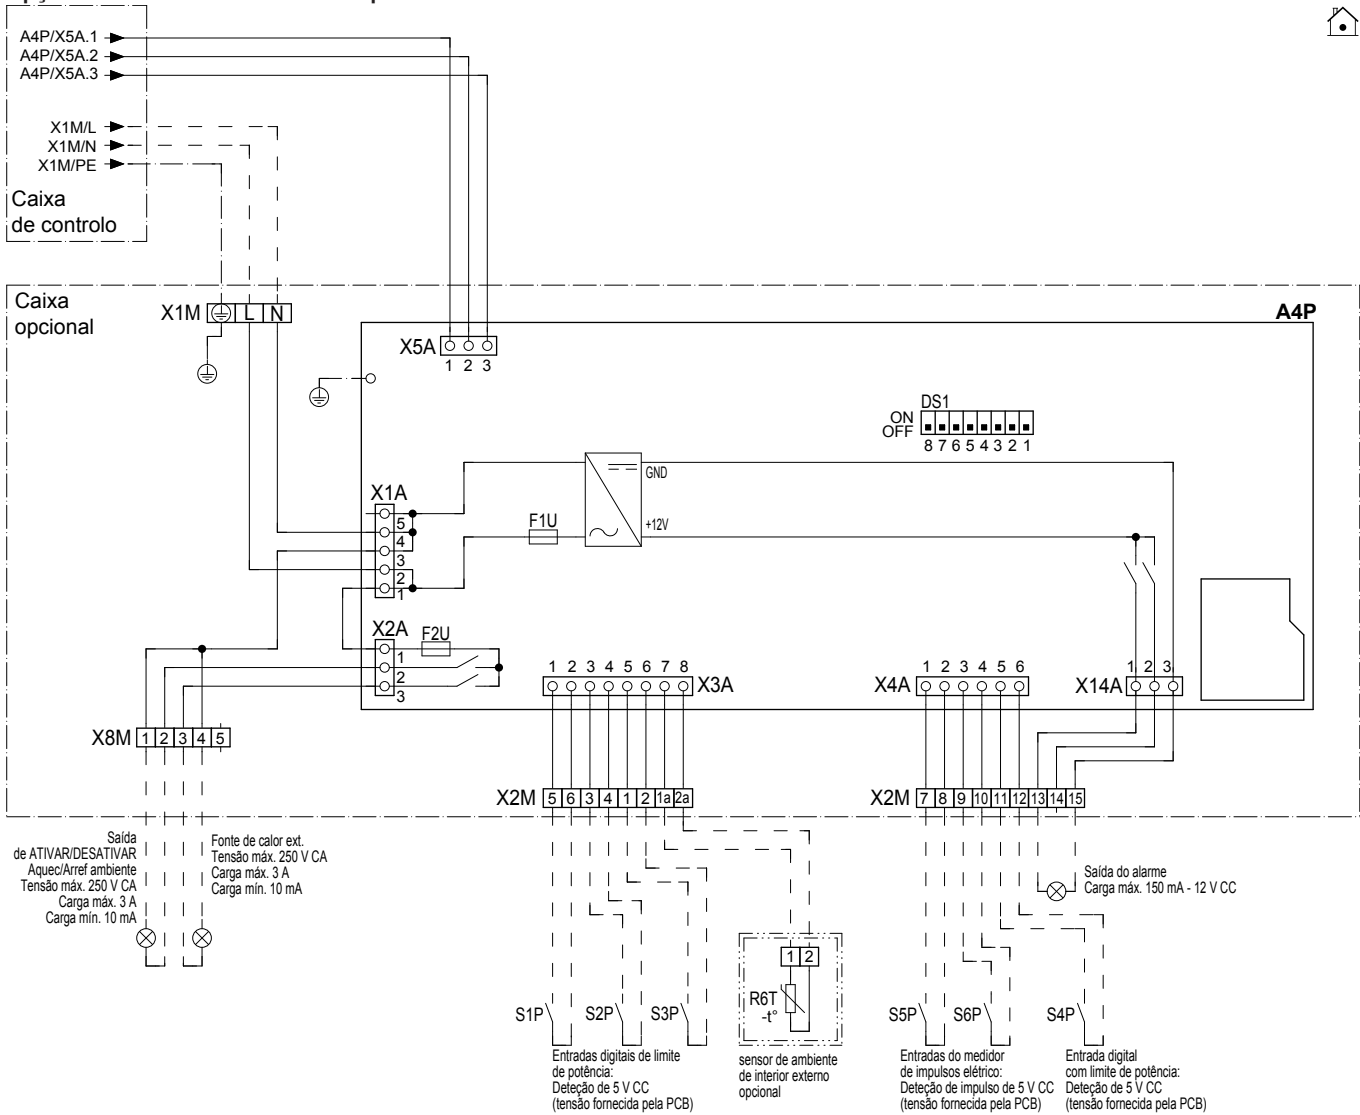 A4P/X5A.1
A4P/X5A.2
A4P/X5A.3
X1M/L
X1M/N
X1M/PE
Caixa
de controlo
Caixa
opcional
X1M
L N
A4P
X5A
1 2 3
DS1
ON
OFF
8 7 6 5 4 3 2 1
GND
+12V
F1U
X1A
5
4
3
2
1
X2A
F2U
1
2
3
1 2 3 4 5 6 7 8
X3A
1 2 3 4 5 6
X4A
1 2 3
X14A
X8M
1 2 3 4 5
X2M
5 6 3 4 1 2 1a 2a
X2M
7 8 9 10 11 12 13 14 15
Saída
de ATIVAR/DESATIVAR
Aquec/Arref ambiente
Tensão máx. 250 V CA
Carga máx. 3 A
Carga mín. 10 mA
Fonte de calor ext.
Tensão máx. 250 V CA
Carga máx. 3 A
Carga mín. 10 mA
Saída do alarme
Carga máx. 150 mA - 12 V CC
1 2
R6T
-t°
S1P
S2P
S3P
S5P
S6P
S4P
Entradas digitais de limite
de potência:
Deteção de 5 V CC
(tensão fornecida pela PCB)
sensor de ambiente
de interior externo
opcional
Entradas do medidor
de impulsos elétrico:
Deteção de impulso de 5 V CC
(tensão fornecida pela PCB)
Entrada digital
com limite de potência:
Deteção de 5 V CC
(tensão fornecida pela PCB)